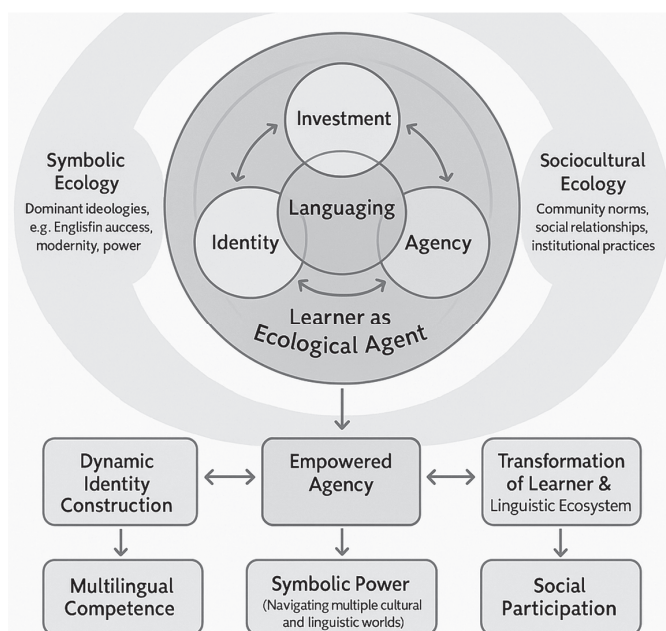 Investment
Symbolic
Ecology
Dominant ideologies,
e.g. Englisfin auccess,
modernity, power
Sociocultural
Ecology
Community norms,
social relationships,
institutional practices
Languaging
Identity
Agency
Learner as
Ecological Agent
Dynamic
Identity
Construction
Empowered
Agency
Transformation
of Learner &
Linguistic Ecosystem
Multilingual
Competence
Symbolic Power
(Navigating multiple cultural
and linguistic worlds)
Social
Participation